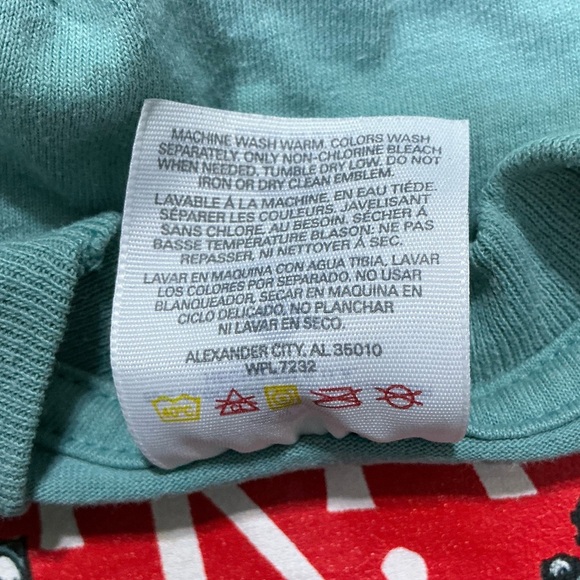 MACHINE WASH WARM. COLORS WASH
SEPARATELY, ONLY NON-CHLORINE BLEACH
WHEN NEEDED, TUMBLE DRY LOW. DO NOT
IRON OR DRY CLEAN EMBLEM.
LAVABLE Á LA MACHINE, EN EAU TIÉDE.
SÉPARER LES COULEURS, JAVELISANT
SANS CHLORE, AU BESOIN. SÉCHER Á
BASSE TEMPÉRATURE BLAISON: NE PAS
REPASSER, NI NETTOYER Á SEC.
LAVAR EN MAQUINA CON AGUA TIBIA, LAVAR
LOS COLORES POR SEPARADO, NO USAR
BLANQUEADOR, SECAR EN MAQUINA EN
CICLO DELICADO, NO PLANCHAR
NI LAVAR EN SECO.
ALEXANDER CITY, AL 35010
WPL 7232